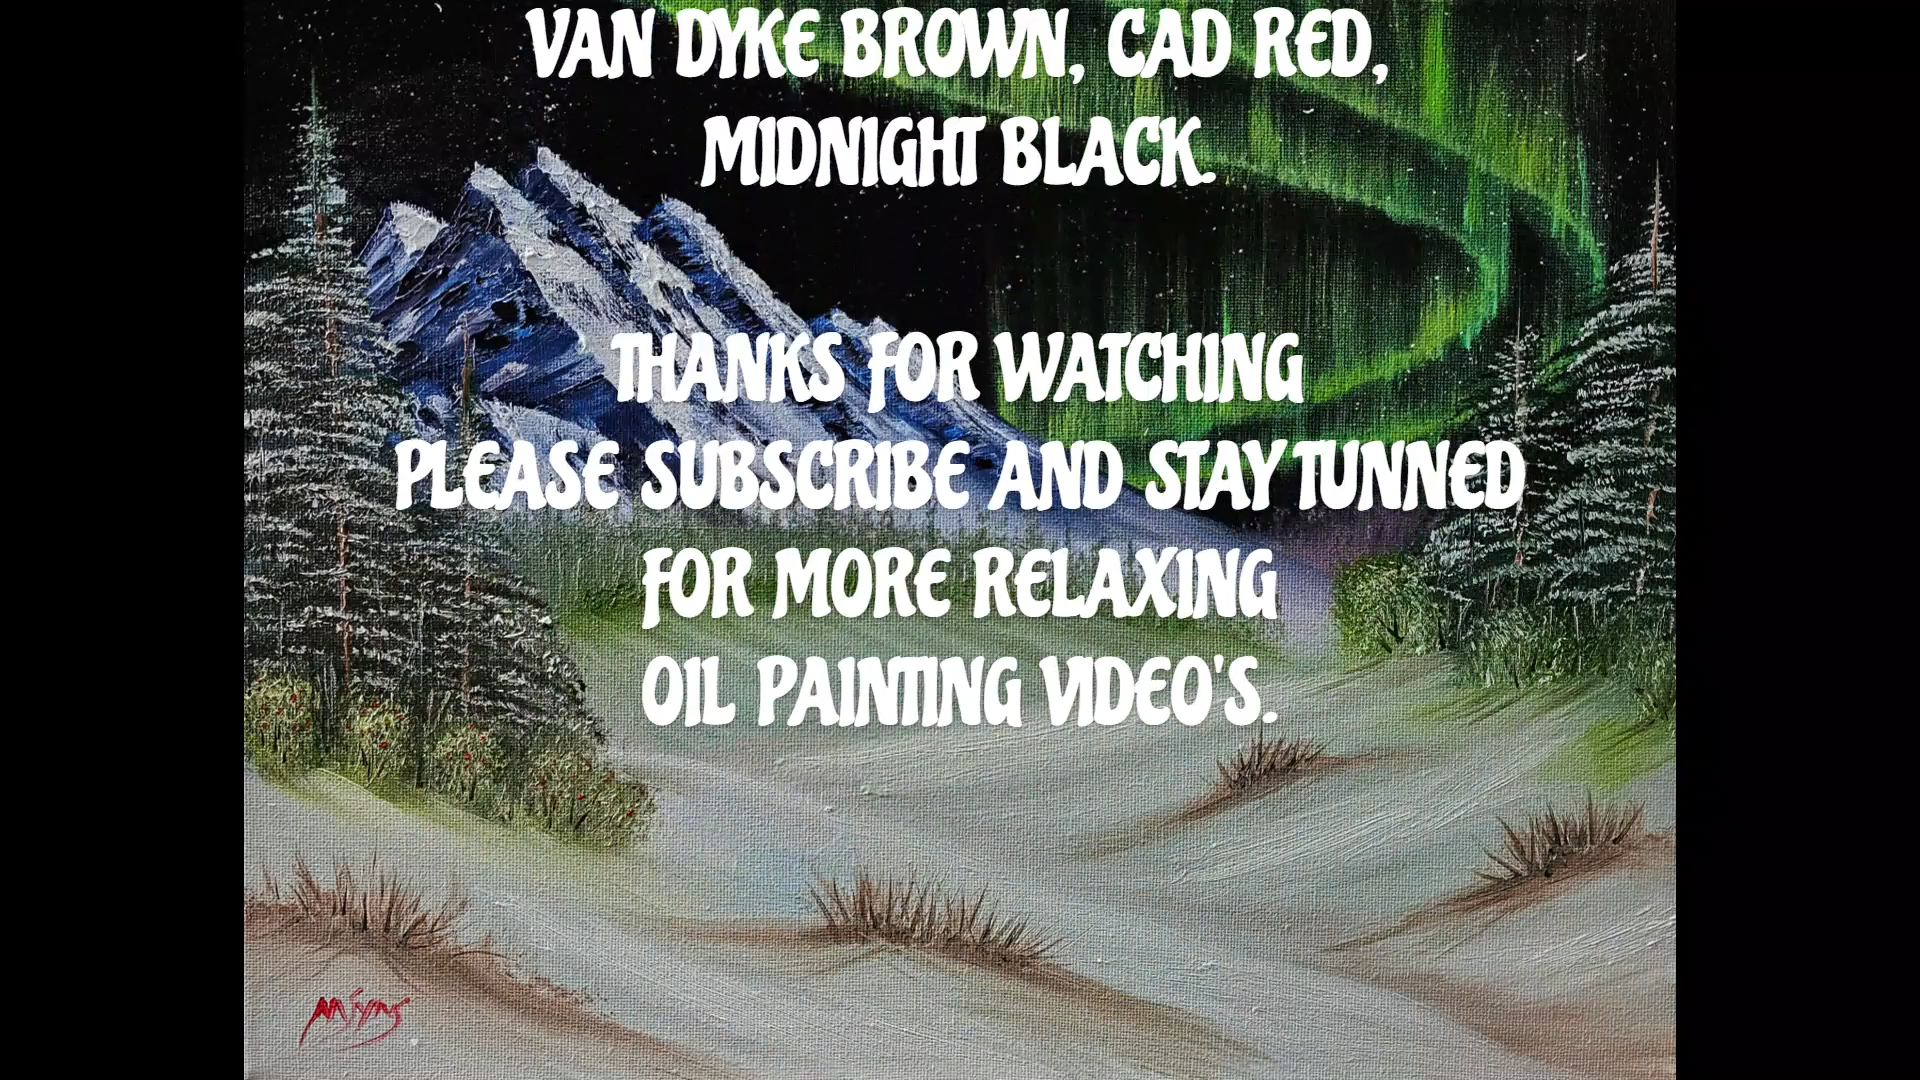 VAN DYKE BROWN, CAD RED,
MIDNIGHT BLACK.
THANKS FOR WATCHING
PLEASE SUBSCRIBE AND STAY TUNNED
FOR MORE RELAXING
OIL PAINTING VIDEO'S.